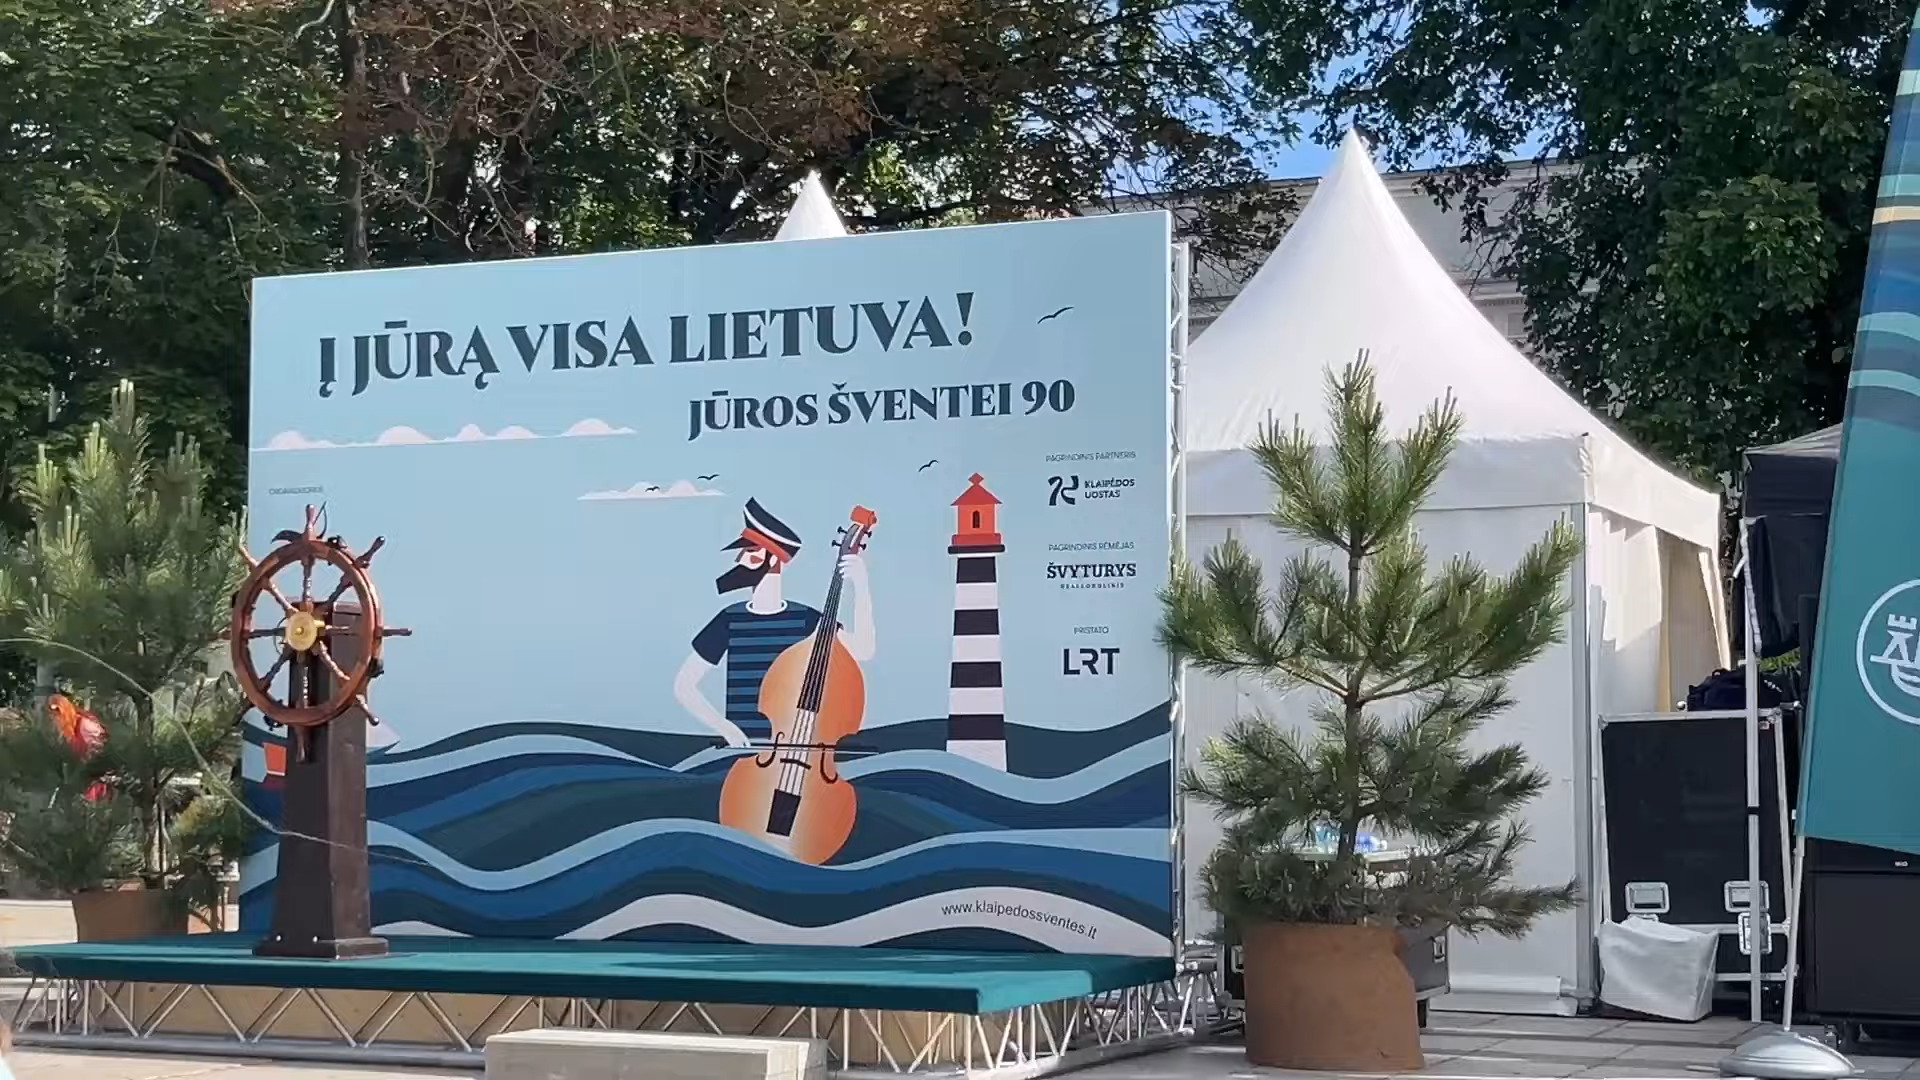 Į JŪRĄ VISA LIETUVA!
JŪROS ŠVENTEI 90
PAGRINDINIS PARTNERIS
KLAIPĖDOS
UOSTAS
PAGRINDINIS RĖMĖJAS
ŠVYTURYS
PRISTATO
LRT
www.klaipedossventes.lt